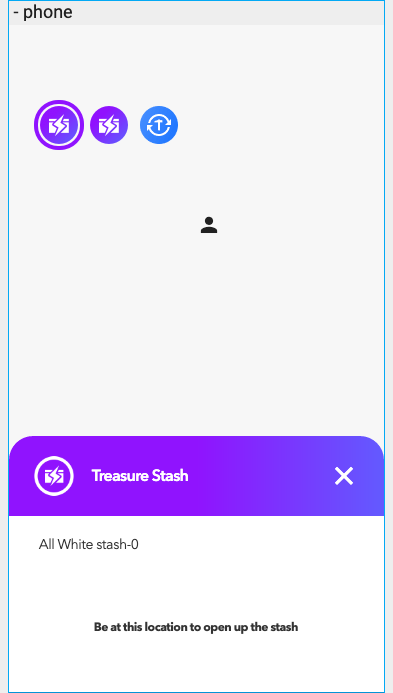 - phone
Treasure Stash
All White stash-0
Be at this location to open up the stash